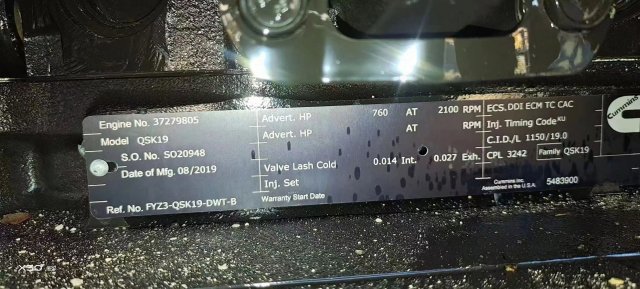 Engine No. 37279805
Model QSK19
S.O. No. SO20948
Date of Mfg. 08/2019
Ref. No. FYZ3-QSK19-DWT-B
Advert. HP 760 AT 2100 RPM
Advert. HP AT RPM
Valve Lash Cold 0.014 Int. 0.027 Exh.
Inj. Set
Warranty Start Date
ECS. DDI ECM TC CAC
Inj. Timing Code KU
C.I.D./L 1150/19.0
CPL 3242 Family QSK19
Cummins Inc.
Assembled in the U.S.A. 5483900
Cummins